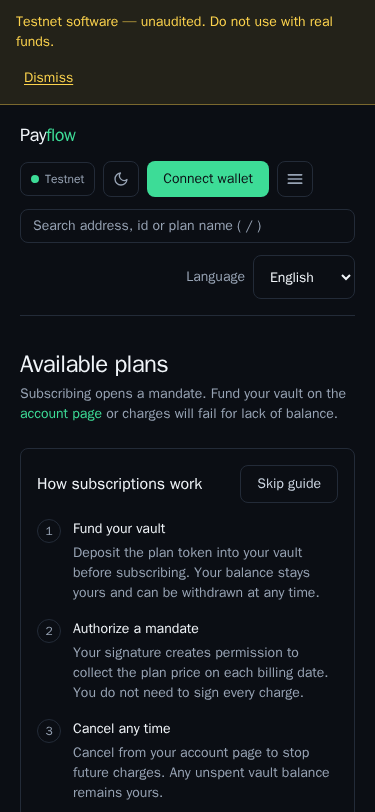 Testnet software — unaudited. Do not use with real
funds.
Dismiss
Payflow
Testnet
Connect wallet
Search address, id or plan name ( / )
Language
English
Available plans
Subscribing opens a mandate. Fund your vault on the
account page or charges will fail for lack of balance.
How subscriptions work
Skip guide
1
Fund your vault
Deposit the plan token into your vault
before subscribing. Your balance stays
yours and can be withdrawn at any time.
2
Authorize a mandate
Your signature creates permission to
collect the plan price on each billing date.
You do not need to sign every charge.
3
Cancel any time
Cancel from your account page to stop
future charges. Any unspent vault balance
remains yours.